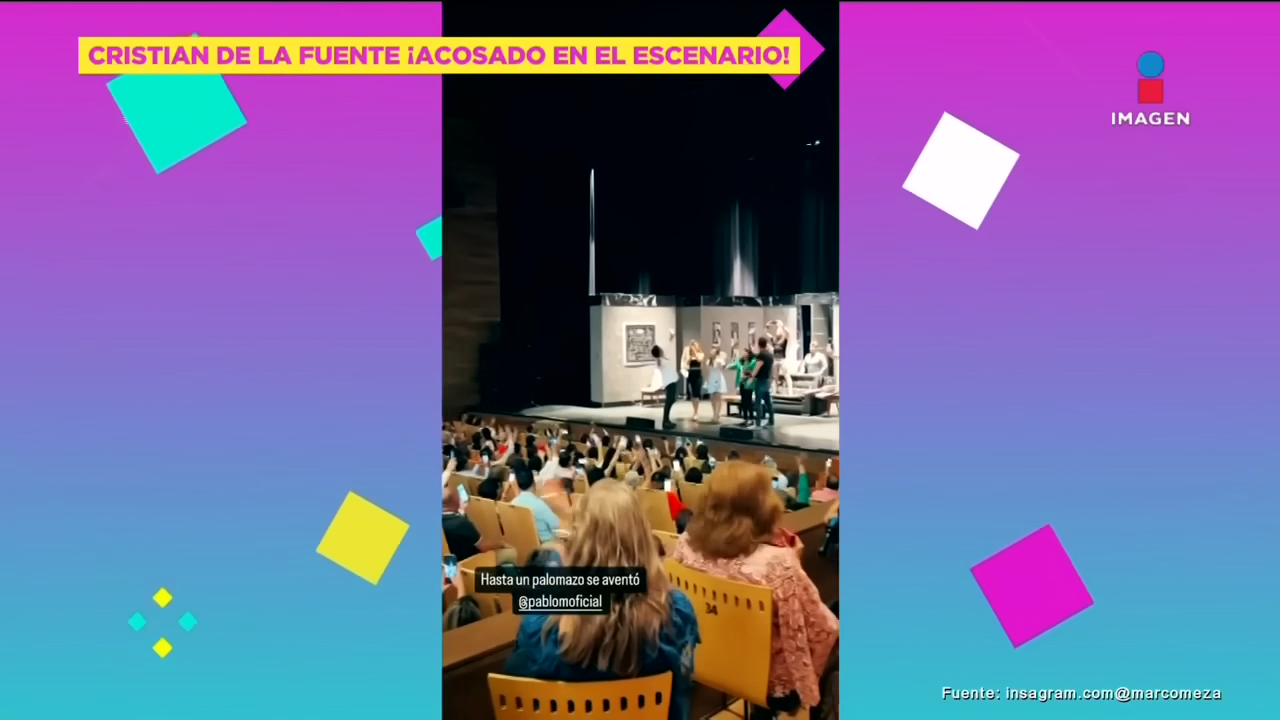 CRISTIAN DE LA FUENTE ¡ACOSADO EN EL ESCENARIO!
IMAGEN
Hasta un palomazo se aventó
@pablomoficial
34
Fuente: insagram.com@marcomeza